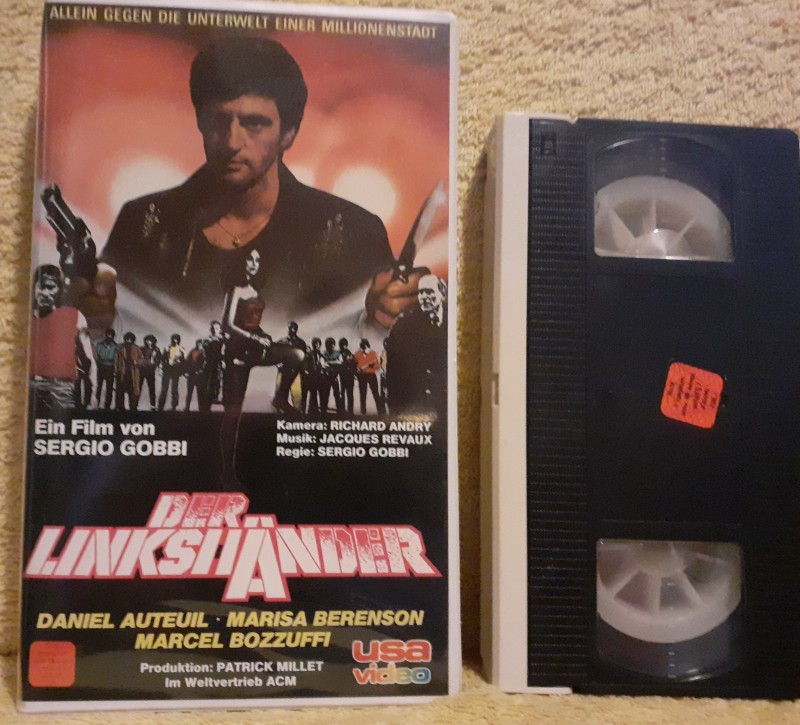 ALLEIN GEGEN DIE UNTERWELT EINER MILLIONENSTADT
Ein Film von
SERGIO GOBBI
Kamera: RICHARD ANDRY
Musik: JACQUES REVAUX
Regie: SERGIO GOBBI
DER
LINKSHÄNDER
DANIEL AUTEUIL · MARISA BERENSON
MARCEL BOZZUFFI
Produktion: PATRICK MILLET
Im Weltvertrieb ACM
usa
video